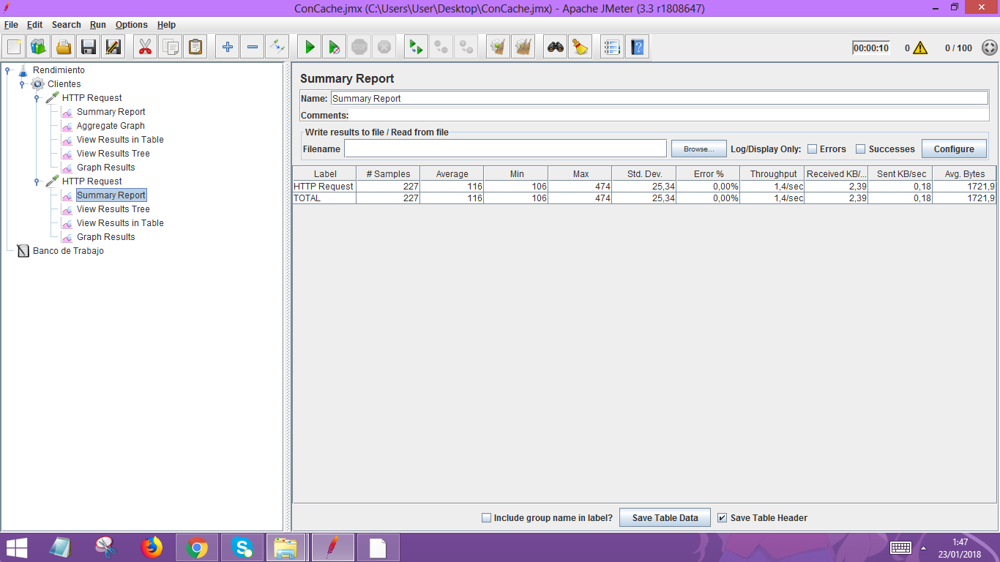 ConCache.jmx (C:\Users\User\Desktop\ConCache.jmx) - Apache JMeter (3.3 r1808647)
File Edit Search Run Options Help
00:00:10 0 0 / 100
Rendimiento
Clientes
HTTP Request
Summary Report
Aggregate Graph
View Results in Table
View Results Tree
Graph Results
HTTP Request
Summary Report
View Results Tree
View Results in Table
Graph Results
Banco de Trabajo
Summary Report
Name: Summary Report
Comments:
Write results to file / Read from file
Filename Browse... Log/Display Only: Errors Successes Configure
Label # Samples Average Min Max Std. Dev. Error % Throughput Received KB/... Sent KB/sec Avg. Bytes
HTTP Request 227 116 106 474 25,34 0,00% 1,4/sec 2,39 0,18 1721,9
TOTAL 227 116 106 474 25,34 0,00% 1,4/sec 2,39 0,18 1721,9
Include group name in label? Save Table Data Save Table Header
1:47
23/01/2018